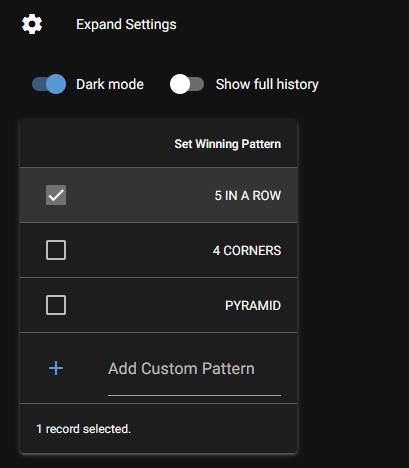 Expand Settings
Dark mode
Show full history
Set Winning Pattern
5 IN A ROW
4 CORNERS
PYRAMID
Add Custom Pattern
1 record selected.